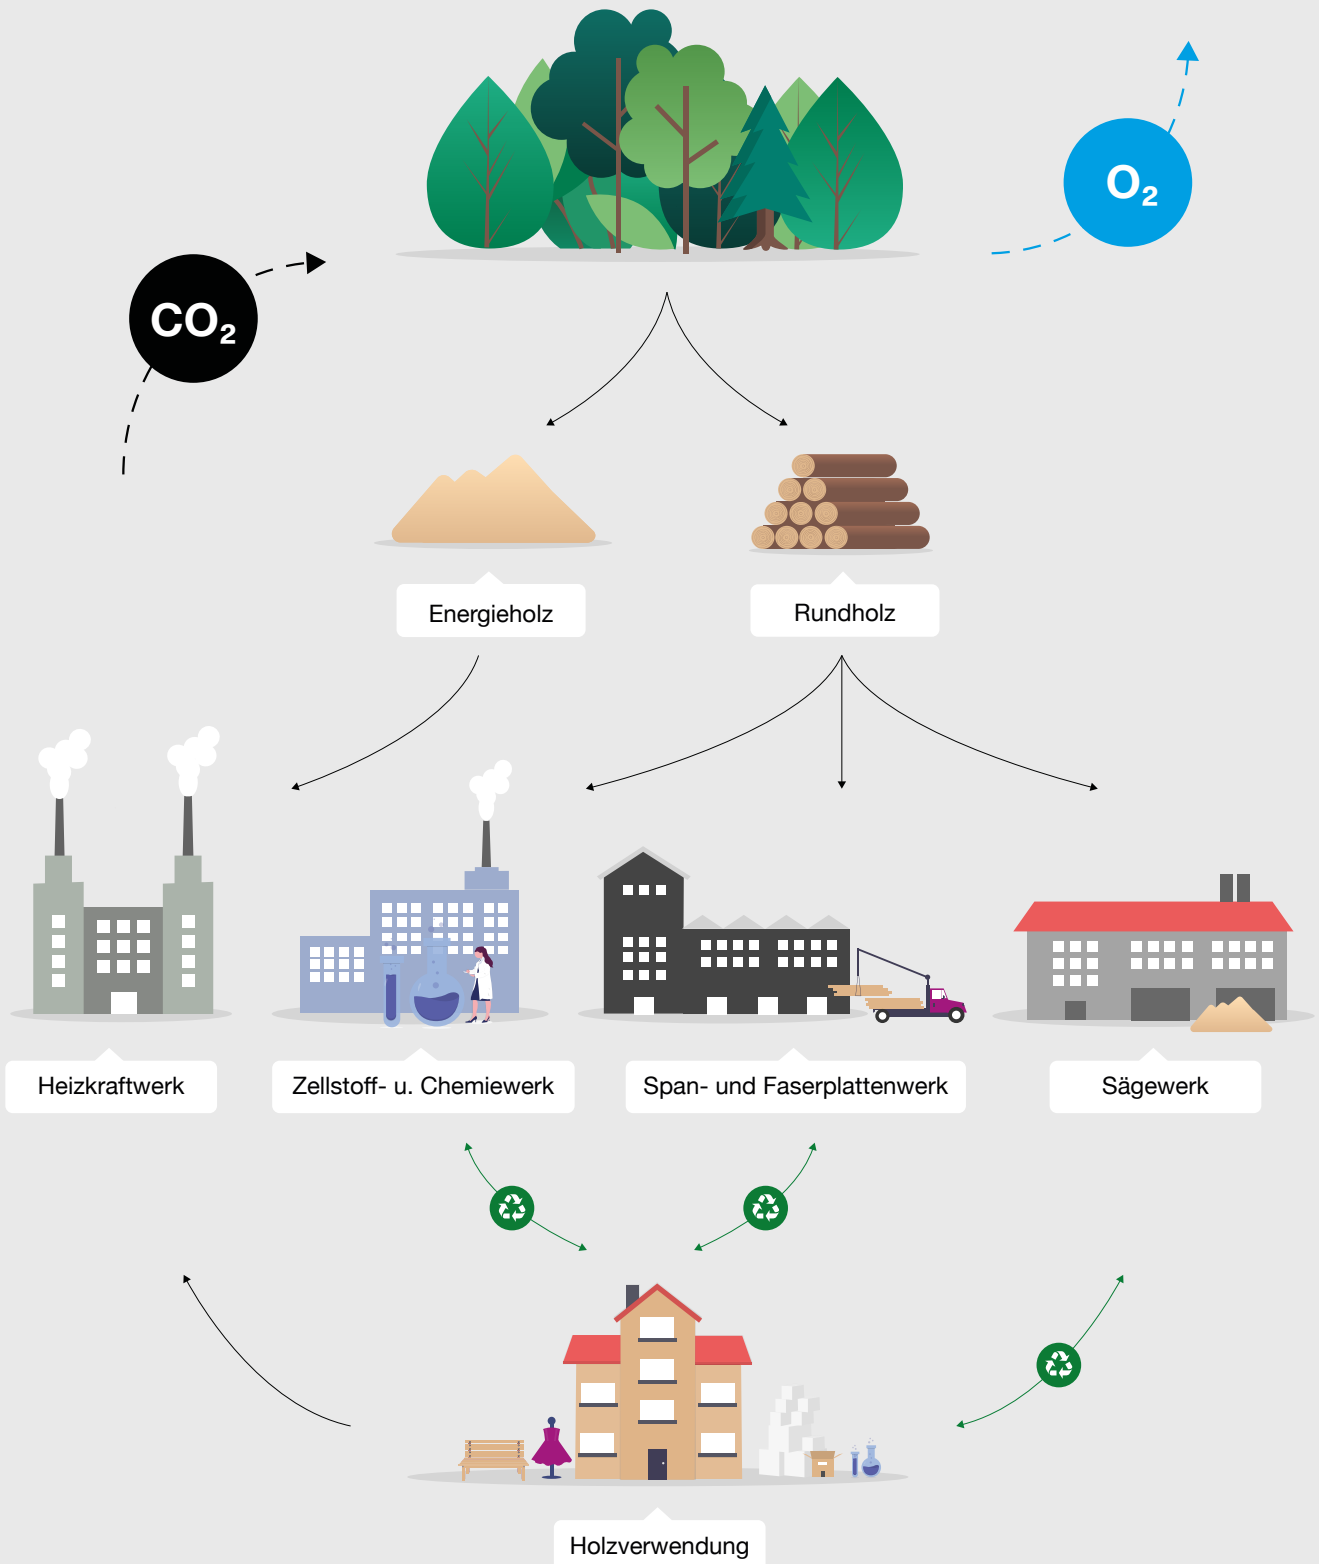 O₂
CO₂
Energieholz
Rundholz
Heizkraftwerk
Zellstoff- u. Chemiewerk
Span- und Faserplattenwerk
Sägewerk
Holzverwendung